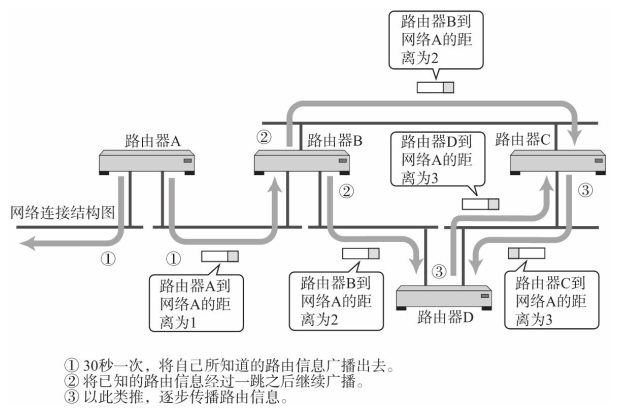 路由器B到
网络A的距
离为2
路由器A
②
路由器B
路由器D到
网络A的距
离为3
路由器C
②
③
网络连接结构图
①
①
③
路由器A到
网络A的距
离为1
路由器B到
网络A的距
离为2
路由器C到
网络A的距
离为3
路由器D
① 30秒一次，将自己所知道的路由信息广播出去。
② 将已知的路由信息经过一跳之后继续广播。
③ 以此类推，逐步传播路由信息。